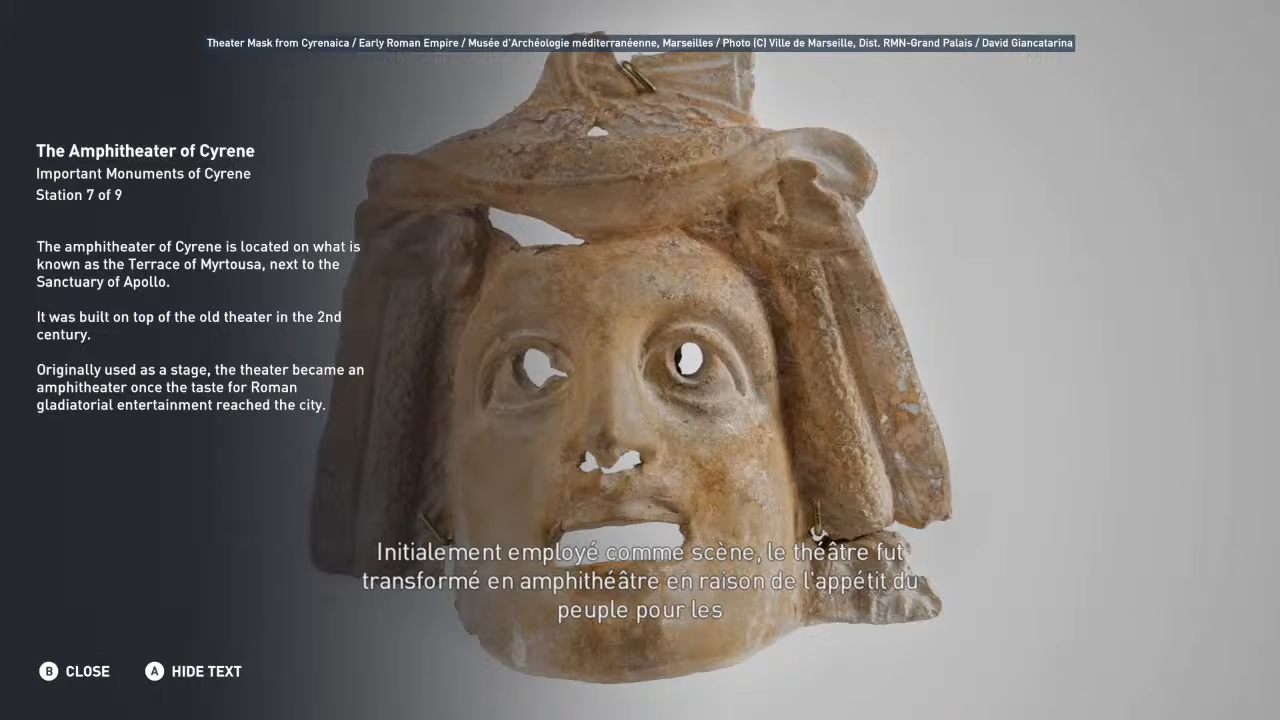 Theater Mask from Cyrenaica / Early Roman Empire / Musée d'Archéologie méditerranéenne, Marseilles / Photo (C) Ville de Marseille, Dist. RMN-Grand Palais / David Giancatarina
The Amphitheater of Cyrene
Important Monuments of Cyrene
Station 7 of 9
The amphitheater of Cyrene is located on what is
known as the Terrace of Myrtousa, next to the
Sanctuary of Apollo.
It was built on top of the old theater in the 2nd
century.
Originally used as a stage, the theater became an
amphitheater once the taste for Roman
gladiatorial entertainment reached the city.
Initialement employé comme scène, le théâtre fut
transformé en amphithéâtre en raison de l'appétit du
peuple pour les
B CLOSE A HIDE TEXT